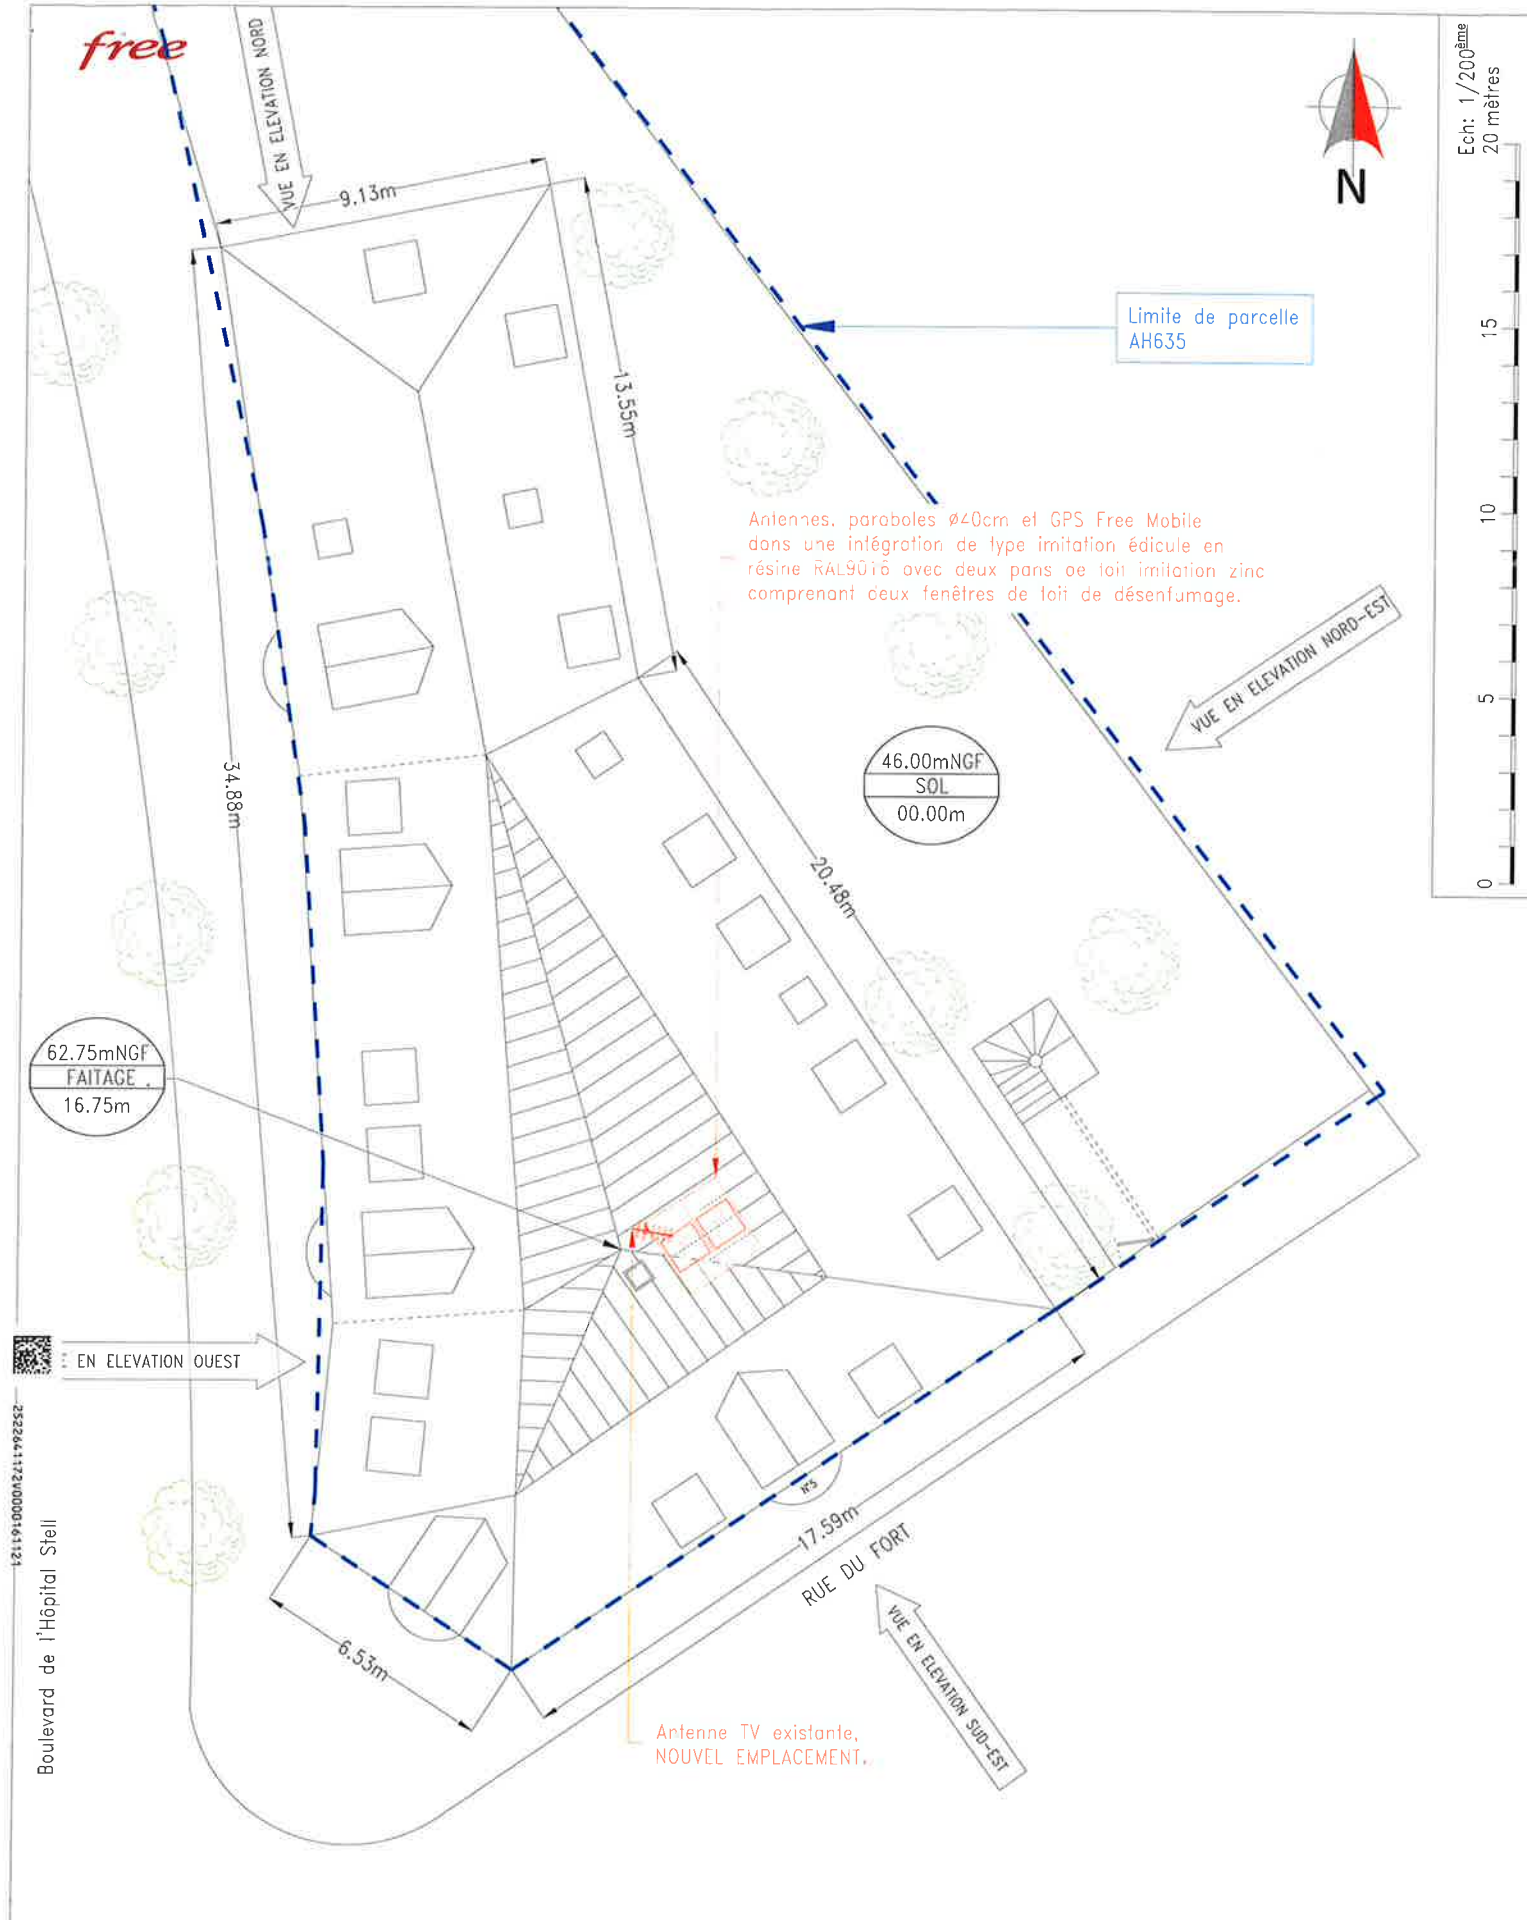 free
VUE EN ELEVATION NORD
Ech: 1/200ème
20 mètres
N
9.13m
Limite de parcelle
AH635
15
13.55m
10
Antennes, paraboles Ø40cm et GPS Free Mobile
dans une intégration de type imitation édicule en
résine RAL9016 avec deux pans de toit imitation zinc
comprenant deux fenêtres de toit de désenfumage.
VUE EN ELEVATION NORD-EST
5
46.00mNGF
SOL
00.00m
34.88m
20.48m
0
62.75mNGF
FAITAGE
16.75m
EN ELEVATION OUEST
2522641172V0000161121
N°5
17.59m
RUE DU FORT
Boulevard de l'Hôpital Stell
6.53m
VUE EN ELEVATION SUD-EST
Antenne TV existante,
NOUVEL EMPLACEMENT.